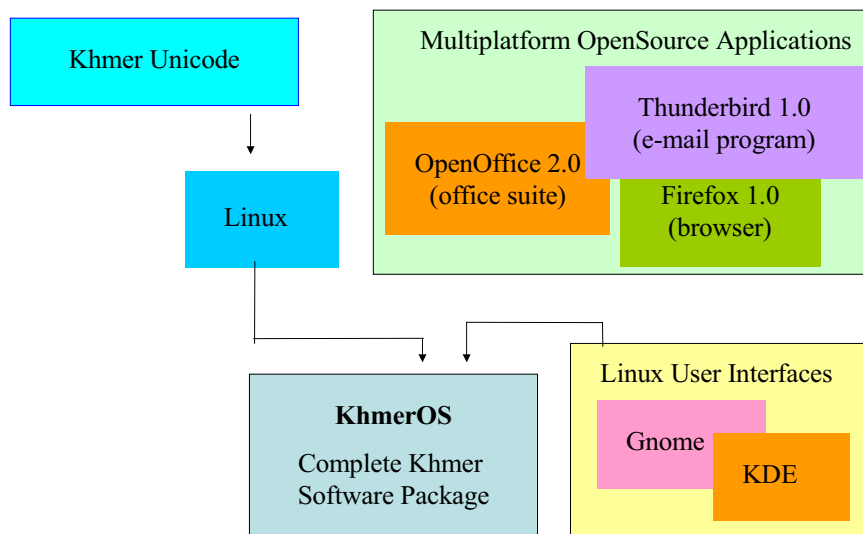 Khmer Unicode
Multiplatform OpenSource Applications
Thunderbird 1.0
(e-mail program)
OpenOffice 2.0
(office suite)
Firefox 1.0
(browser)
Linux
KhmerOS
Complete Khmer
Software Package
Linux User Interfaces
Gnome
KDE